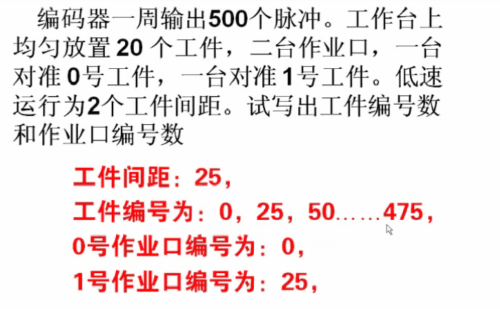 编码器一周输出500个脉冲。工作台上
均匀放置 20 个工件，二台作业口，一台
对准 0号工件，一台对准 1号工件。低速
运行为2个工件间距。试写出工件编号数
和作业口编号数
工件间距：25，
工件编号为：0，25，50……475，
0号作业口编号为：0，
1号作业口编号为：25，